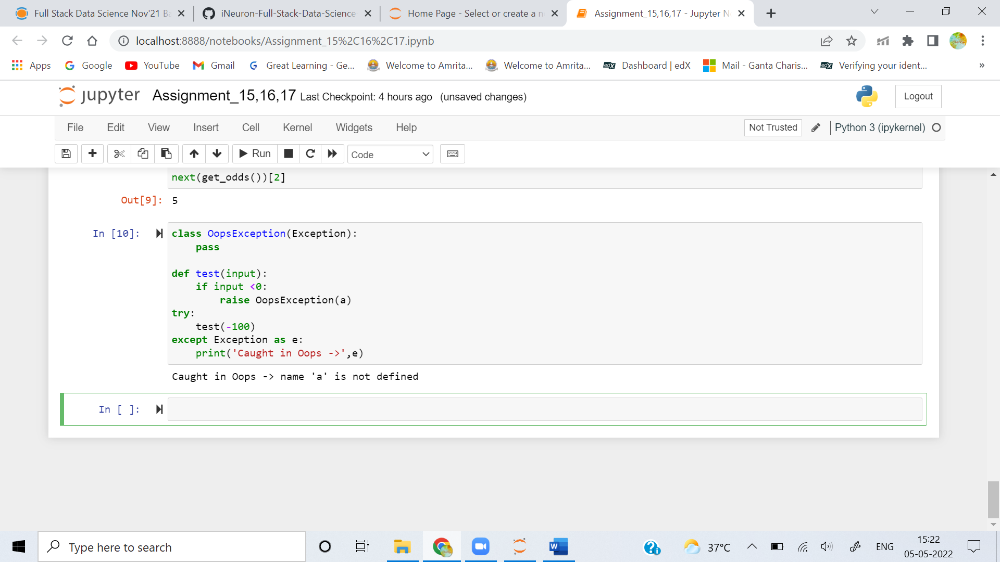 Full Stack Data Science Nov'21 Ba
iNeuron-Full-Stack-Data-Science
Home Page - Select or create a n
Assignment_15,16,17 - Jupyter N
localhost:8888/notebooks/Assignment_15%2C16%2C17.ipynb
Apps
Google
YouTube
Gmail
Great Learning - Ge...
Welcome to Amrita...
Welcome to Amrita...
edX
Dashboard | edX
Mail - Ganta Charis...
edX
Verifying your ident...
»
jupyter Assignment_15,16,17 Last Checkpoint: 4 hours ago (unsaved changes)
Logout
File Edit View Insert Cell Kernel Widgets Help
Not Trusted
Python 3 (ipykernel)
Run
Code
next(get_odds())[2]
Out[9]: 5
In [10]:
class OopsException(Exception):
    pass
def test(input):
    if input <0:
        raise OopsException(a)
try:
    test(-100)
except Exception as e:
    print('Caught in Oops ->',e)
Caught in Oops -> name 'a' is not defined
In [ ]:
Type here to search
37°C
ENG
15:22
05-05-2022